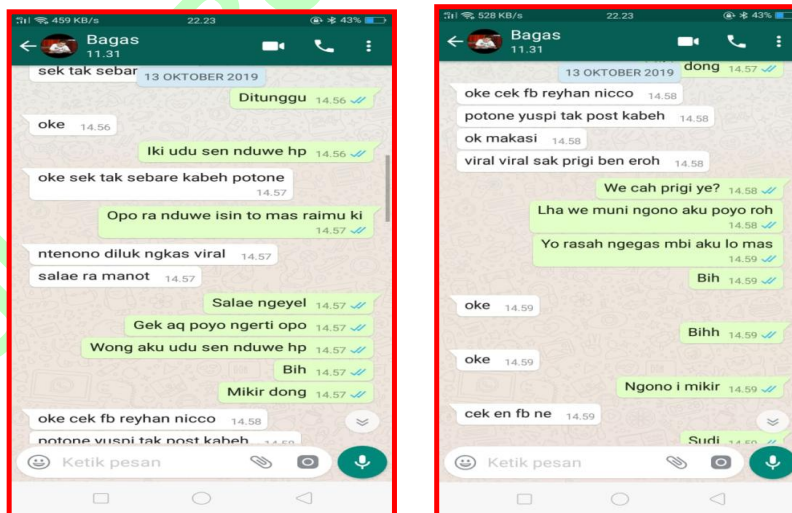 459 KB/s 22.23 43%
Bagas
11.31
sek tak sebar
13 OKTOBER 2019
Ditunggu 14.56
oke 14.56
Iki udu sen nduwe hp 14.56
oke sek tak sebare kabeh potone
14.57
Opo ra nduwe isin to mas raimu ki
14.57
ntenono diluk ngkas viral 14.57
salae ra manot 14.57
Salae ngeyel 14.57
Gek aq poyo ngerti opo 14.57
Wong aku udu sen nduwe hp 14.57
Bih 14.57
Mikir dong 14.57
oke cek fb reyhan nicco 14.58
potone yuspi tak post kabeh 14.58
Ketik pesan
528 KB/s 22.23 43%
Bagas
11.31
dong 14.57
13 OKTOBER 2019
oke cek fb reyhan nicco 14.58
potone yuspi tak post kabeh 14.58
ok makasi 14.58
viral viral sak prigi ben eroh 14.58
We cah prigi ye? 14.58
Lha we muni ngono aku poyo roh
14.58
Yo rasah ngegas mbi aku lo mas
14.59
Bih 14.59
oke 14.59
Bihh 14.59
oke 14.59
Ngono i mikir 14.59
cek en fb ne 14.59
Sudi 14.59
Ketik pesan